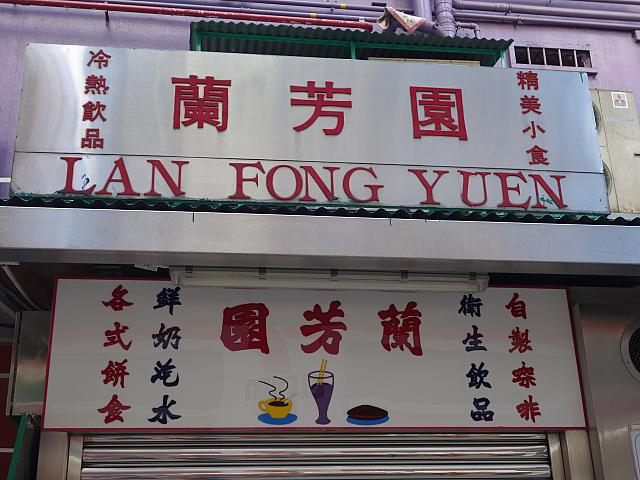 冷熱飲品
蘭芳園
精美小食
LAN FONG YUEN
各式餅食
鮮奶汽水
園芳蘭
衛生飲品
自製咖啡